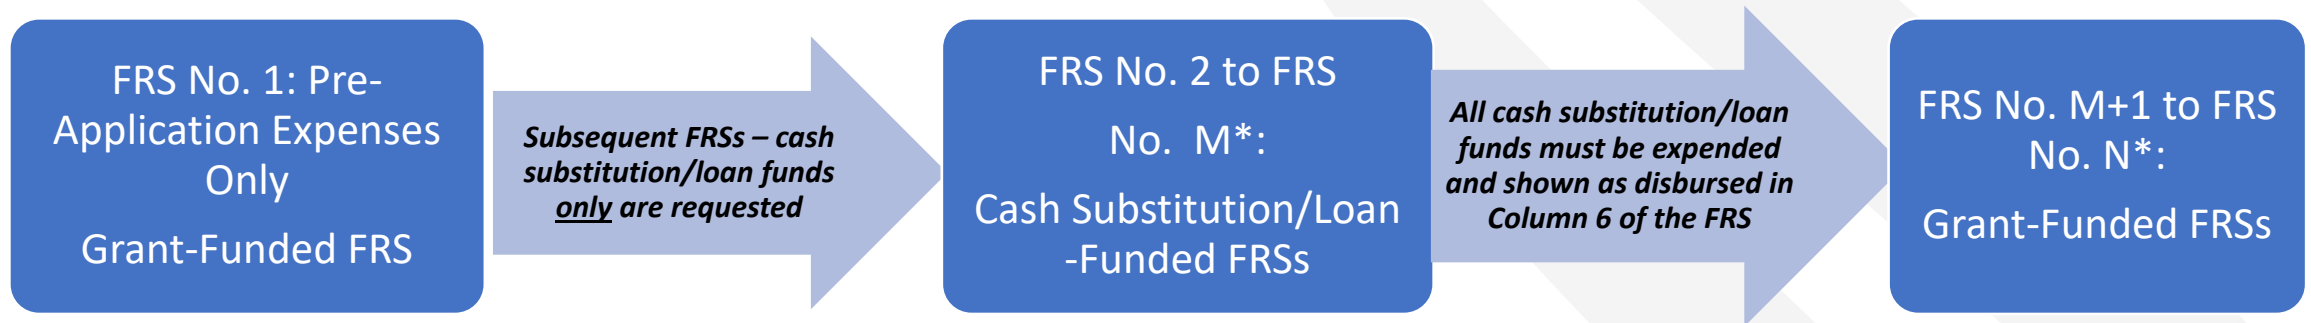 FRS No. 1: Pre-
Application Expenses
Only
Grant-Funded FRS
Subsequent FRSs – cash
substitution/loan funds
only are requested
FRS No. 2 to FRS
No. M*:
Cash Substitution/Loan
-Funded FRSs
All cash substitution/loan
funds must be expended
and shown as disbursed in
Column 6 of the FRS
FRS No. M+1 to FRS
No. N*:
Grant-Funded FRSs